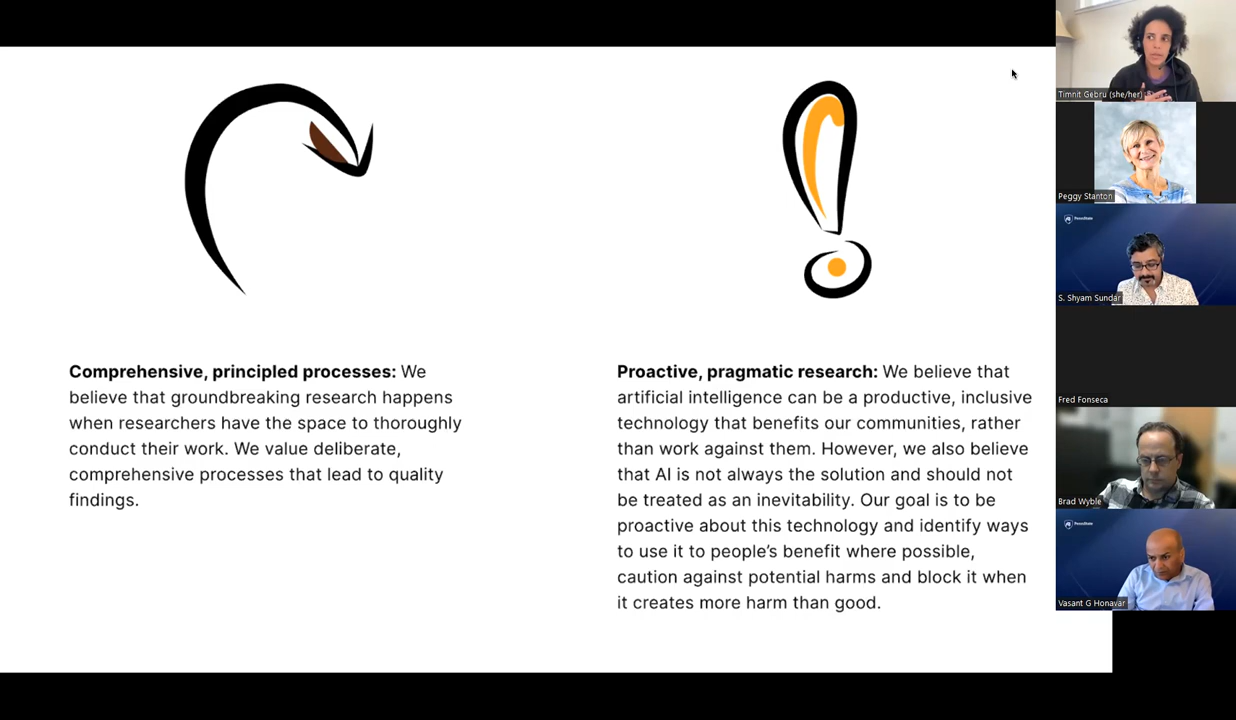 Comprehensive, principled processes: We
believe that groundbreaking research happens
when researchers have the space to thoroughly
conduct their work. We value deliberate,
comprehensive processes that lead to quality
findings.
Proactive, pragmatic research: We believe that
artificial intelligence can be a productive, inclusive
technology that benefits our communities, rather
than work against them. However, we also believe
that AI is not always the solution and should not
be treated as an inevitability. Our goal is to be
proactive about this technology and identify ways
to use it to people’s benefit where possible,
caution against potential harms and block it when
it creates more harm than good.
Timnit Gebru (she/her)
Peggy Stanton
PennState
S. Shyam Sundar
Fred Fonseca
Brad Wyble
PennState
Vasant G Honavar